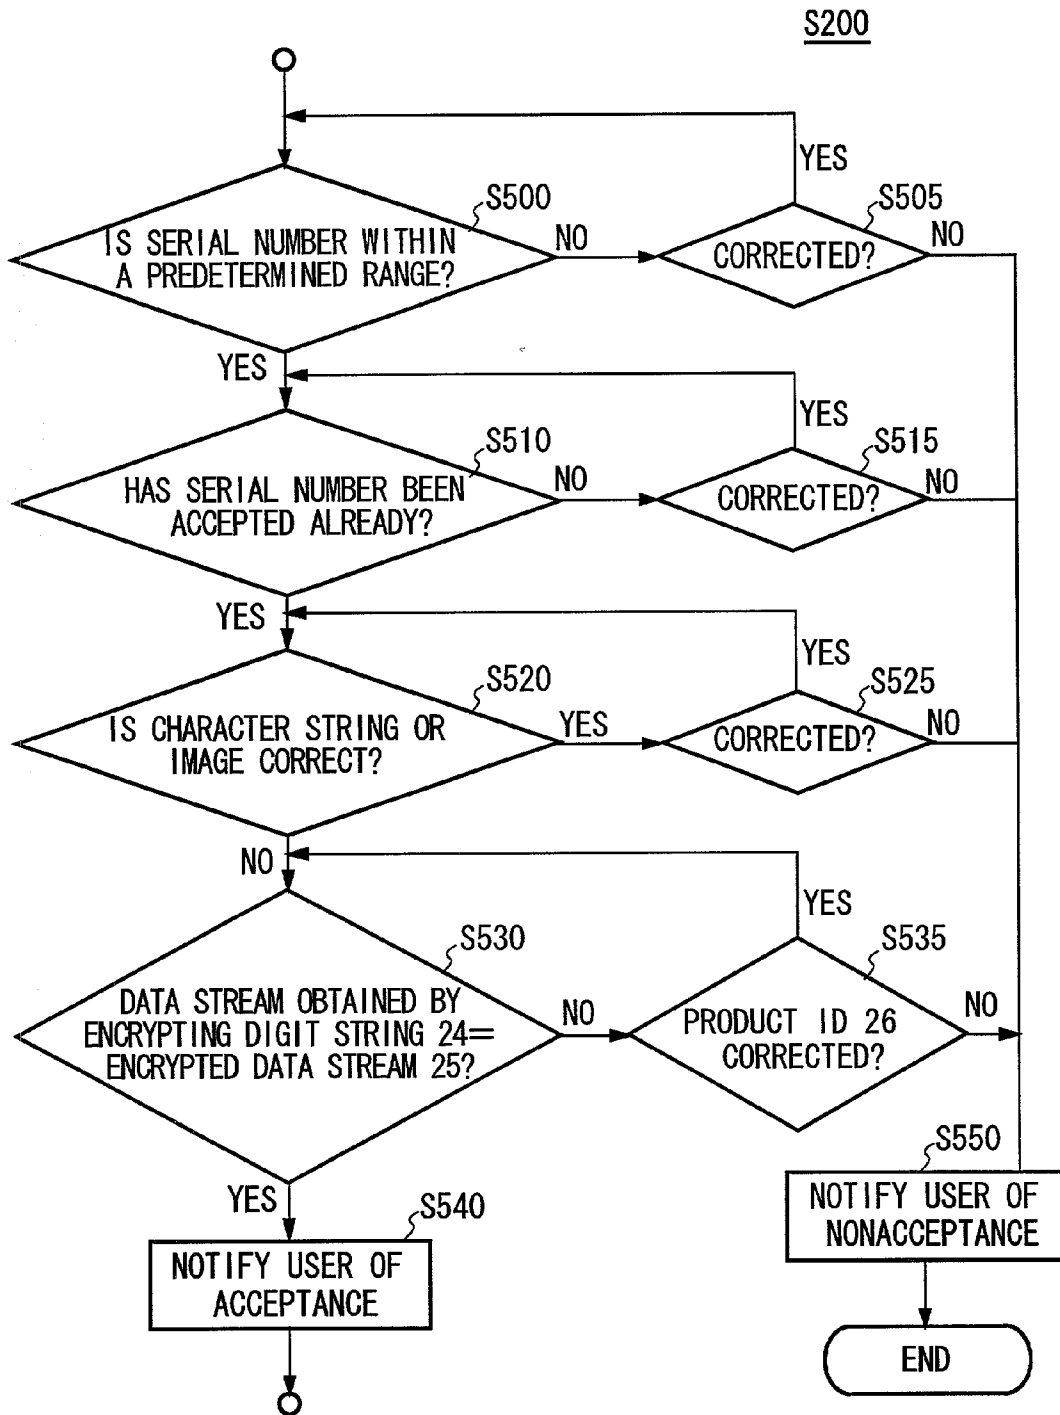 S200
YES
S500
S505
IS SERIAL NUMBER WITHIN
A PREDETERMINED RANGE?
NO
CORRECTED?
NO
YES
YES
S510
S515
HAS SERIAL NUMBER BEEN
ACCEPTED ALREADY?
NO
CORRECTED?
NO
YES
YES
S520
S525
IS CHARACTER STRING OR
IMAGE CORRECT?
YES
CORRECTED?
NO
NO
YES
S530
S535
DATA STREAM OBTAINED BY
ENCRYPTING DIGIT STRING 24=
ENCRYPTED DATA STREAM 25?
NO
PRODUCT ID 26
CORRECTED?
NO
YES
S540
S550
NOTIFY USER OF
ACCEPTANCE
NOTIFY USER OF
NONACCEPTANCE
END